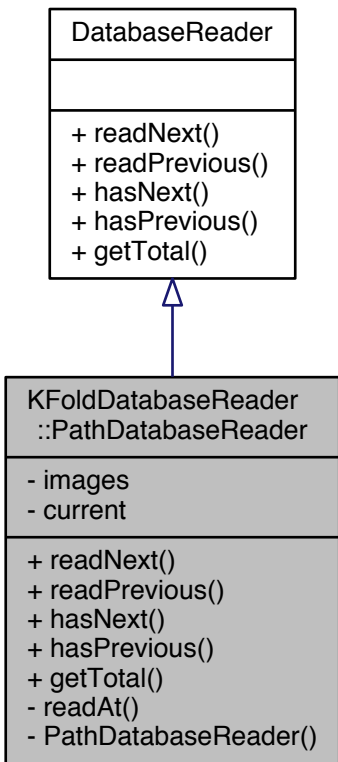 DatabaseReader
+ readNext()
+ readPrevious()
+ hasNext()
+ hasPrevious()
+ getTotal()
KFoldDatabaseReader
::PathDatabaseReader
- images
- current
+ readNext()
+ readPrevious()
+ hasNext()
+ hasPrevious()
+ getTotal()
- readAt()
- PathDatabaseReader()